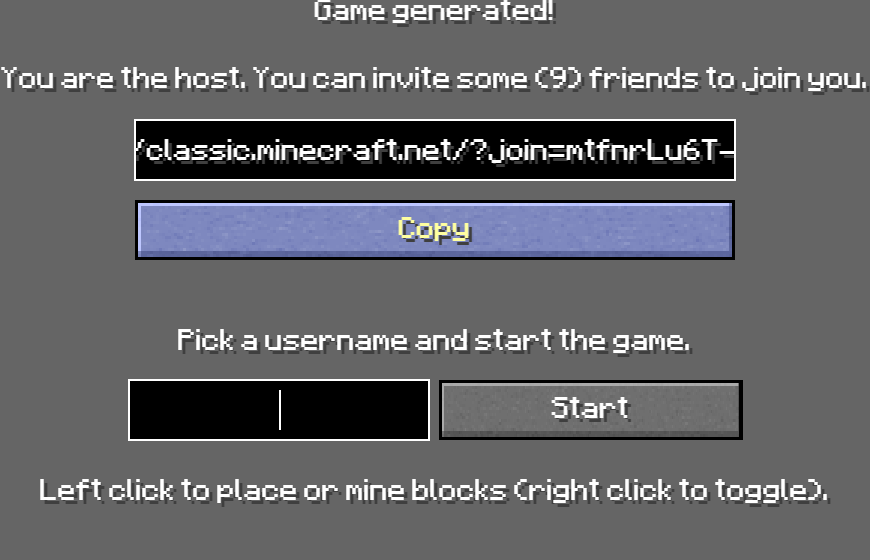 Game generated!
You are the host. You can invite some (9) friends to join you.
/classic.minecraft.net/?join=mtfnrLu6T-
Copy
Pick a username and start the game.
Start
Left click to place or mine blocks (right click to toggle).